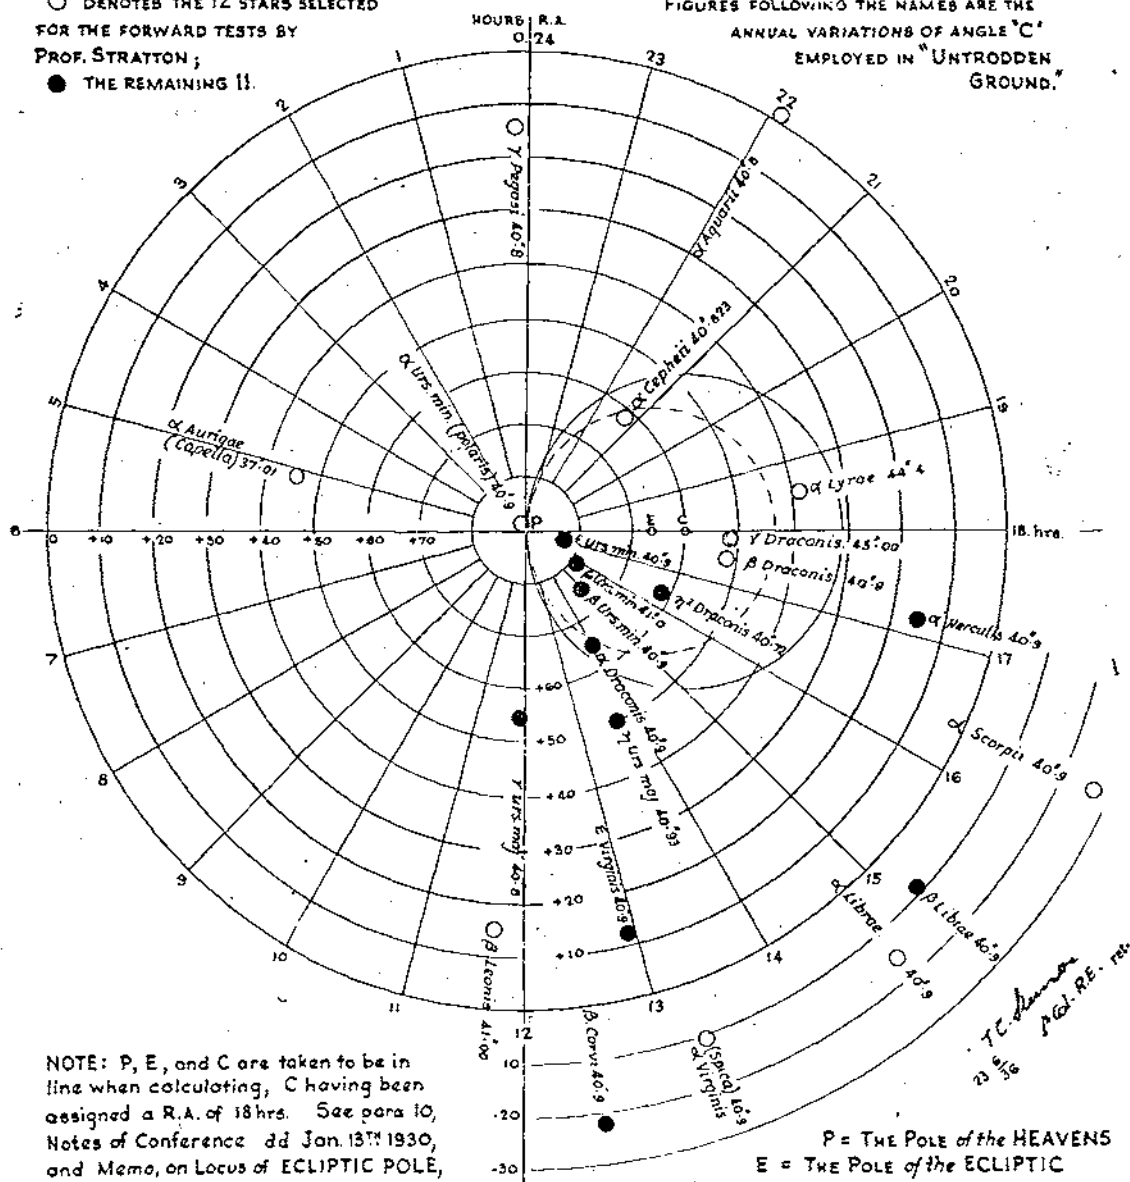 ○ DENOTES THE 12 STARS SELECTED
FOR THE FORWARD TESTS BY
PROF. STRATTON;
● THE REMAINING 11.
FIGURES FOLLOWING THE NAMES ARE THE
ANNUAL VARIATIONS OF ANGLE "C"
EMPLOYED IN "UNTRODDEN
GROUND."
HOURS R.A.
0 24
1
2
3
4
5
6
7
8
9
10
11
12
13
14
15
16
17
18 hrs.
19
20
21
22
23
γ Pegasi 40".8
α Aquarii 40".8
α Cepheii 40".823
α Urs. min (polaris) 40".9
α Aurigae
(Capella) 37".01
α Lyrae 44".4
γ Draconis. 45".00
β Draconis. 40".9
P
E
C
0 +10 +20 +30 +40 +50 +60 +70
ε Urs min. 40".9
Urs. min 41".0
β Urs min. 40.9
η² Draconis 40".72
α Herculis 40".9
α Draconis 40".9
η Urs maj 40".93
γ Urs. maj. 40.8
ε Virginis 40.9
α Scorpii 40".9
α Librae
40".9
β Librae 40".9
β Leonis 41".00
β. Corvi 40".9
(Spica) 40".9
α Virginis
+60
+50
+40
+30
+20
+10
10
-20
-30
23 6/36
Col. R.E. ret.
NOTE: P, E, and C are taken to be in
line when calculating, C having been
assigned a R.A. of 18 hrs. See para 10,
Notes of Conference dd Jan. 13TH 1930,
and Memo, on Locus of ECLIPTIC POLE,
P = THE POLE of the HEAVENS
E = THE POLE of the ECLIPTIC